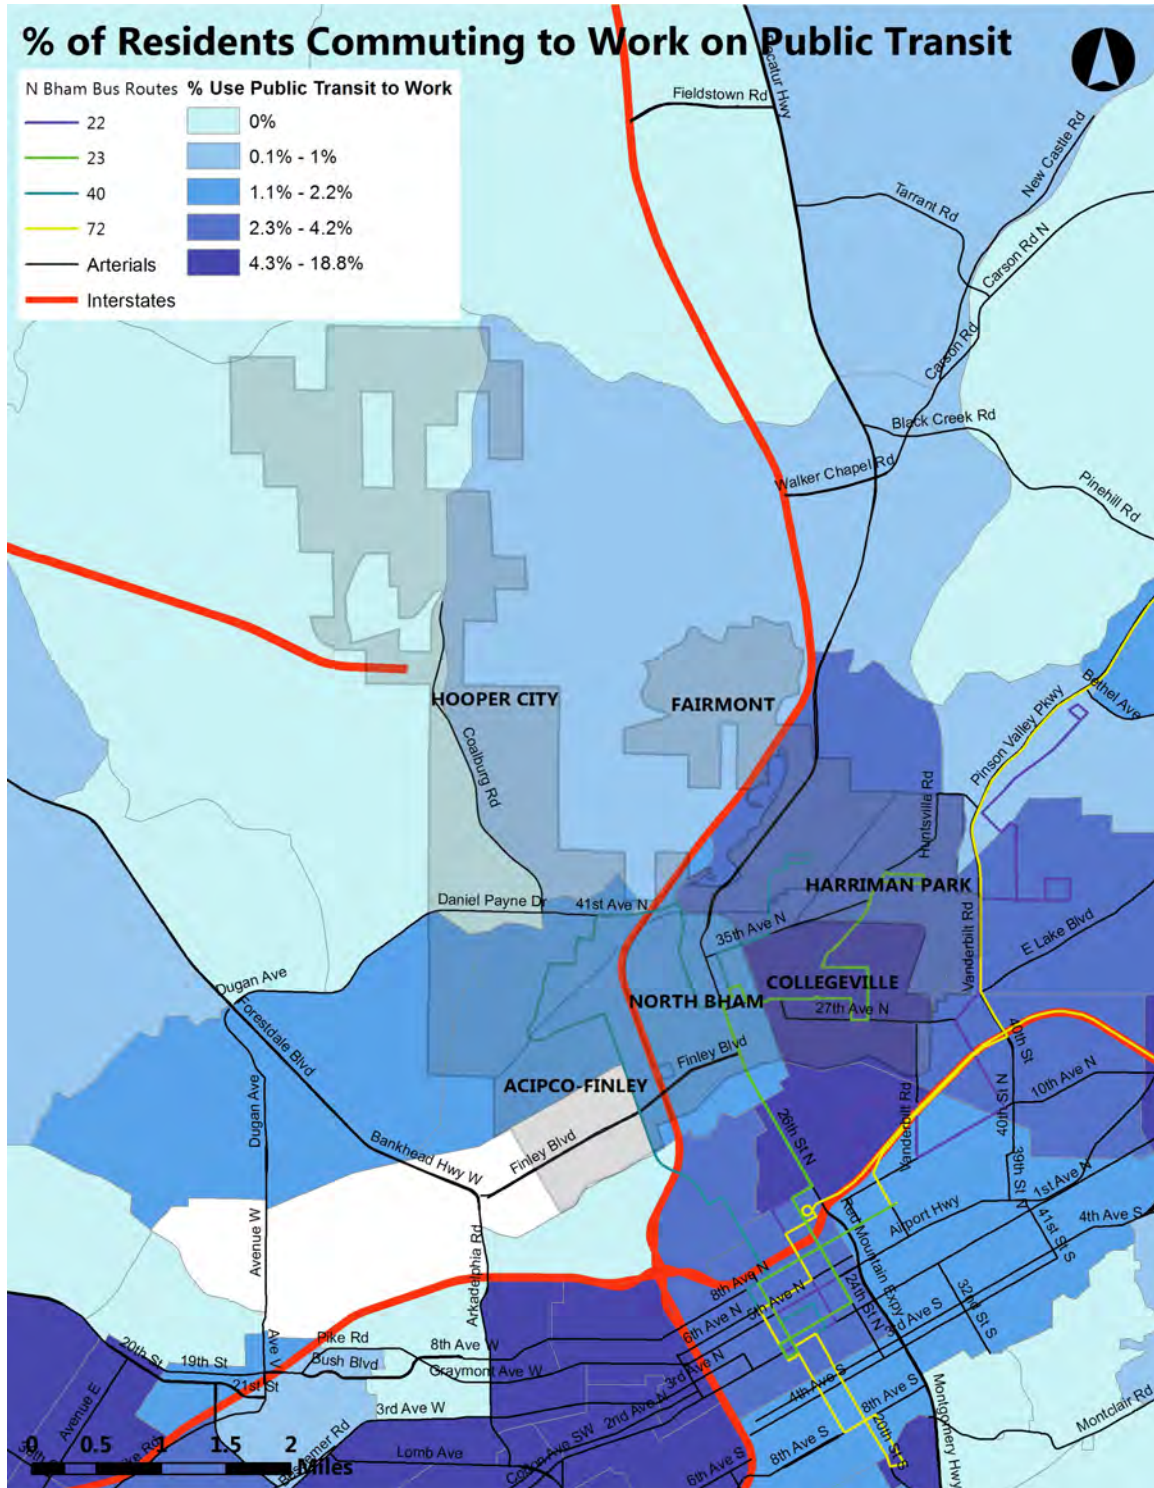 % of Residents Commuting to Work on Public Transit
N Bham Bus Routes
22
23
40
72
Arterials
Interstates
% Use Public Transit to Work
0%
0.1% - 1%
1.1% - 2.2%
2.3% - 4.2%
4.3% - 18.8%
Fieldstown Rd
New Castle Rd
Tarrant Rd
Carson Rd N
Carson Rd
Black Creek Rd
Walker Chapel Rd
Pinehill Rd
HOOPER CITY
FAIRMONT
Bethel Ave
Pinson Valley Pkwy
Coalburg Rd
Huntsville Rd
HARRIMAN PARK
Daniel Payne Dr
41st Ave N
35th Ave N
Vanderbilt Rd
E Lake Blvd
Dugan Ave
Forestdale Blvd
COLLEGEVILLE
NORTH BHAM
27th Ave N
40th St
Finley Blvd
ACIPCO-FINLEY
Dugan Ave
Bankhead Hwy W
Finley Blvd
26th St N
Vanderbilt Rd
40th St N
10th Ave N
39th St N
1st Ave N
Airport Hwy
41st St S
4th Ave S
Red Mountain Expy
Avenue W
Arkadelphia Rd
8th Ave N
5th Ave N
6th Ave N
24th St N
3rd Ave S
32nd St S
Pike Rd
8th Ave W
20th St
19th St
Ave V
Bush Blvd
Graymont Ave W
3rd Ave N
21st St
Avenue E
3rd Ave W
2nd Ave N
4th Ave S
8th Ave S
Montgomery Hwy
Montclair Rd
Lomb Ave
Cotton Ave SW
6th Ave S
8th Ave S
20th St S
0 0.5 1 1.5 2
Miles